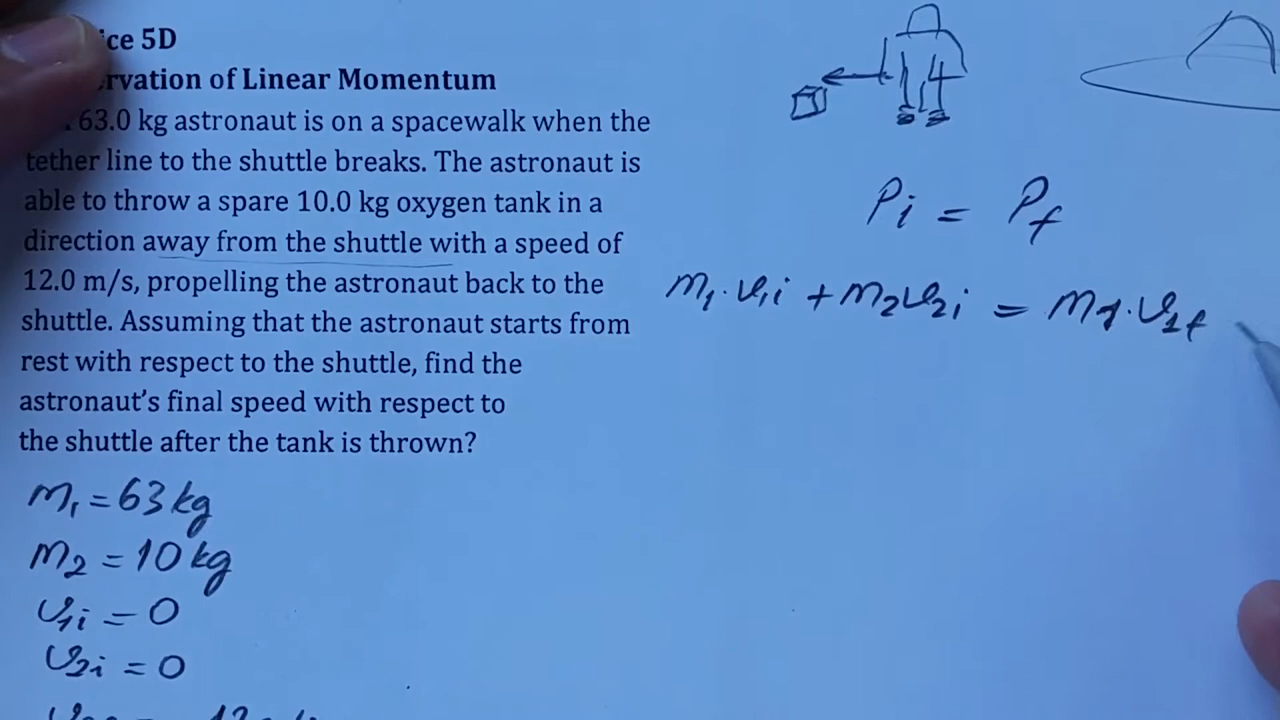 ice 5D
rvation of Linear Momentum
63.0 kg astronaut is on a spacewalk when the
tether line to the shuttle breaks. The astronaut is
able to throw a spare 10.0 kg oxygen tank in a
direction away from the shuttle with a speed of
12.0 m/s, propelling the astronaut back to the
shuttle. Assuming that the astronaut starts from
rest with respect to the shuttle, find the
astronaut’s final speed with respect to
the shuttle after the tank is thrown?
m₁ = 63 kg
m₂ = 10 kg
v₁i = 0
v₂i = 0
Pi = Pf
m₁·v₁i + m₂v₂i = m₁·v₁f